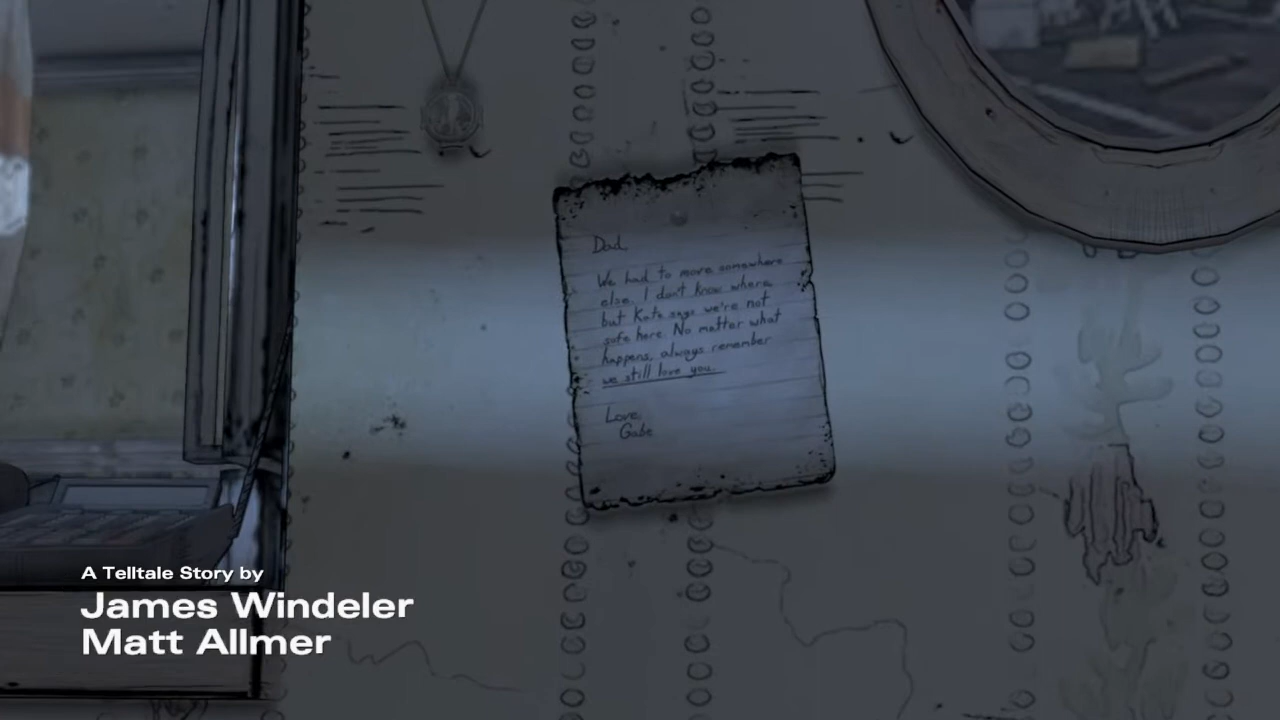 Dad,
We had to move somewhere
else. I don't know where,
but Kate says we're not
safe here. No matter what
happens, always remember
we still love you.
Love,
Gabe
A Telltale Story by
James Windeler
Matt Allmer